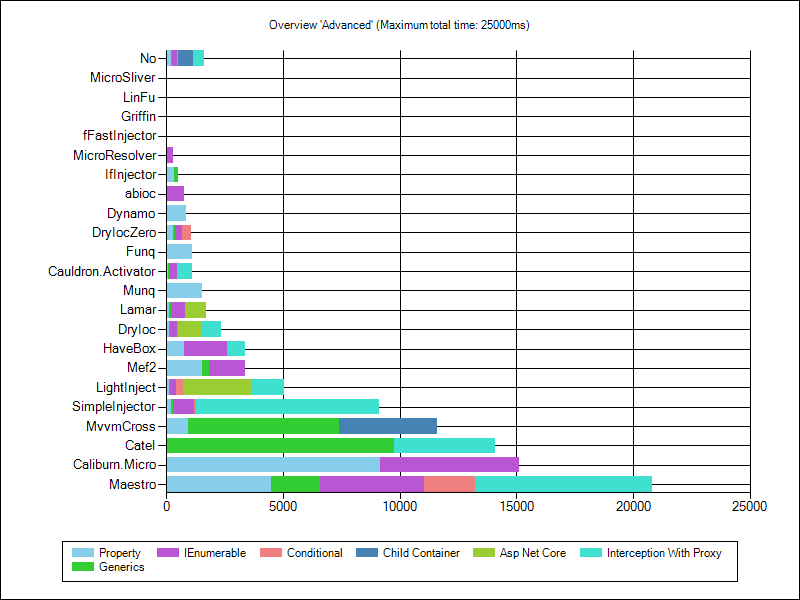 Overview 'Advanced' (Maximum total time: 25000ms)
No
MicroSliver
LinFu
Griffin
fFastInjector
MicroResolver
IfInjector
abioc
Dynamo
DryIocZero
Funq
Cauldron.Activator
Munq
Lamar
DryIoc
HaveBox
Mef2
LightInject
SimpleInjector
MvvmCross
Catel
Caliburn.Micro
Maestro
0 5000 10000 15000 20000 25000
Property IEnumerable Conditional Child Container Asp Net Core Interception With Proxy
Generics